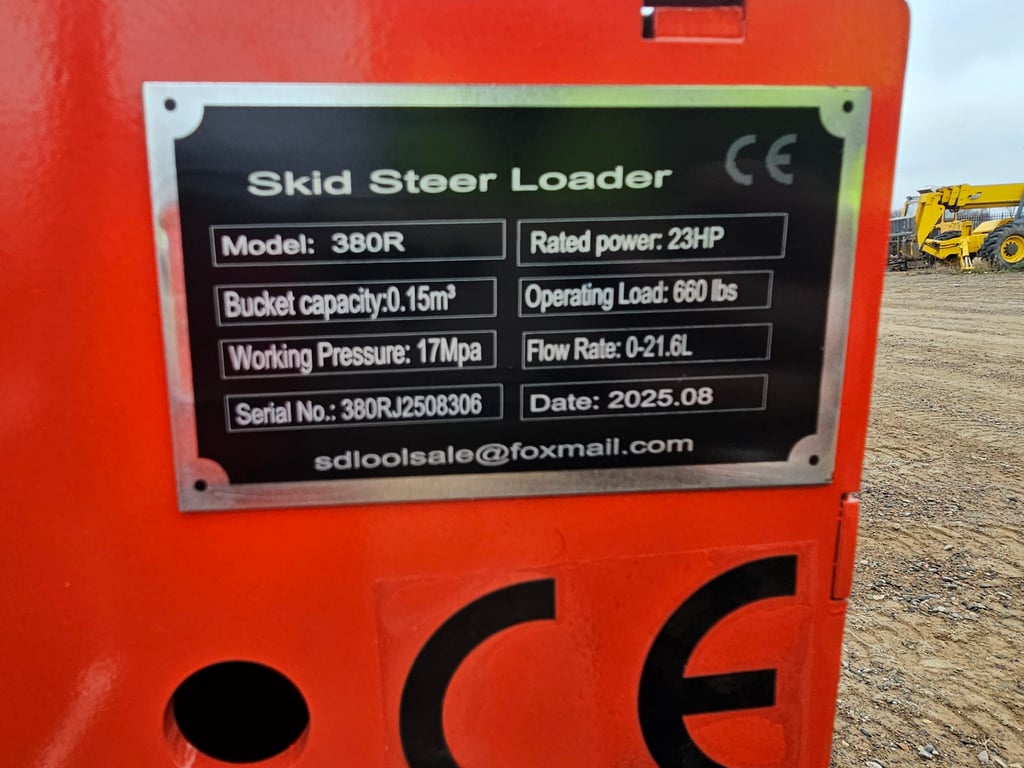 CE
Skid Steer Loader
Model: 380R
Rated power: 23HP
Bucket capacity:0.15m³
Operating Load: 660 lbs
Working Pressure: 17Mpa
Flow Rate: 0-21.6L
Serial No.: 380RJ2508306
Date: 2025.08
sdloolsale@foxmail.com
CE